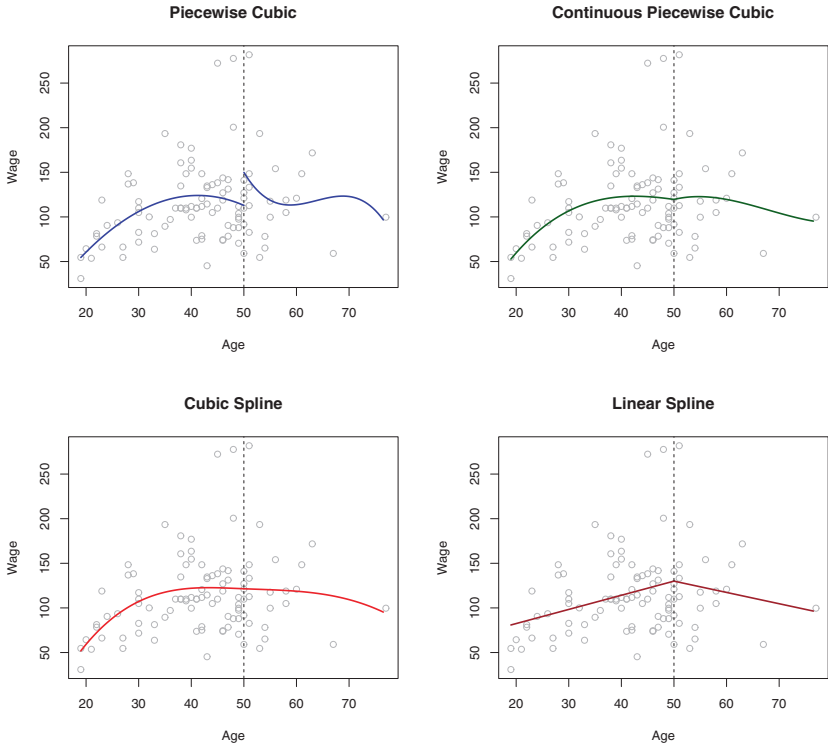 Piecewise Cubic
Wage
50 100 150 200 250
20 30 40 50 60 70
Age
Continuous Piecewise Cubic
Wage
50 100 150 200 250
20 30 40 50 60 70
Age
Cubic Spline
Wage
50 100 150 200 250
20 30 40 50 60 70
Age
Linear Spline
Wage
50 100 150 200 250
20 30 40 50 60 70
Age